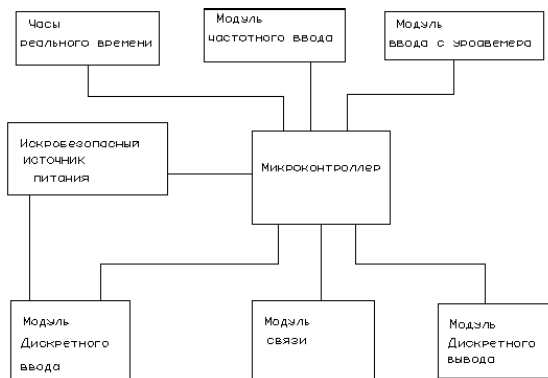 Часы
реального времени
Модуль
частотного ввода
Модуль
ввода с уроавемера
Искробезопасный
источник
питания
Микроконтроллер
Модуль
Дискретного
ввода
Модуль
связи
Модуль
Дискретного
вывода